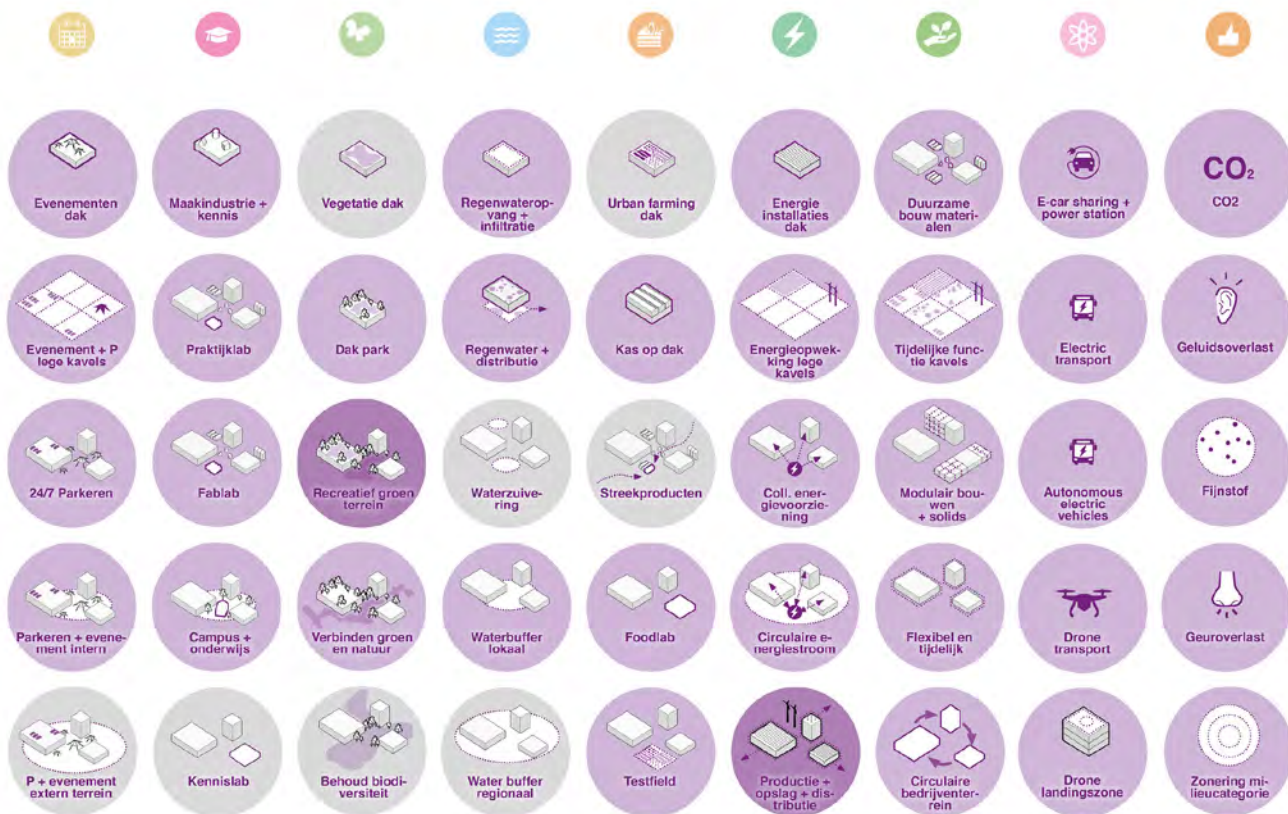 Evenementen
dak
Maakindustrie +
kennis
Vegetatie dak
Regenwaterop-
vang +
infiltratie
Urban farming
dak
Energie
installaties
dak
Duurzame
bouw materi-
alen
E-car sharing +
power station
CO2
CO2
Evenement + P
lege kavels
Praktijklab
Dak park
Regenwater +
distributie
Kas op dak
Energieopwek-
king lege
kavels
Tijdelijke func-
tie kavels
Electric
transport
Geluidsoverlast
24/7 Parkeren
Fablab
Recreatief groen
terrein
Waterzuive-
ring
Streekproducten
Coll. ener-
gievoorzie-
ning
Modulair bou-
wen
+ solids
Autonomous
electric
vehicles
Fijnstof
Parkeren + evene-
ment intern
Campus +
onderwijs
Verbinden groen
en natuur
Waterbuffer
lokaal
Foodlab
Circulaire e-
nergiestroom
Flexibel en
tijdelijk
Drone
transport
Geuroverlast
P + evenement
extern terrein
Kennislab
Behoud biodi-
versiteit
Water buffer
regionaal
Testfield
Productie +
opslag + dis-
tributie
Circulaire
bedrijventer-
rein
Drone
landingszone
Zonering mi-
lieucategorie